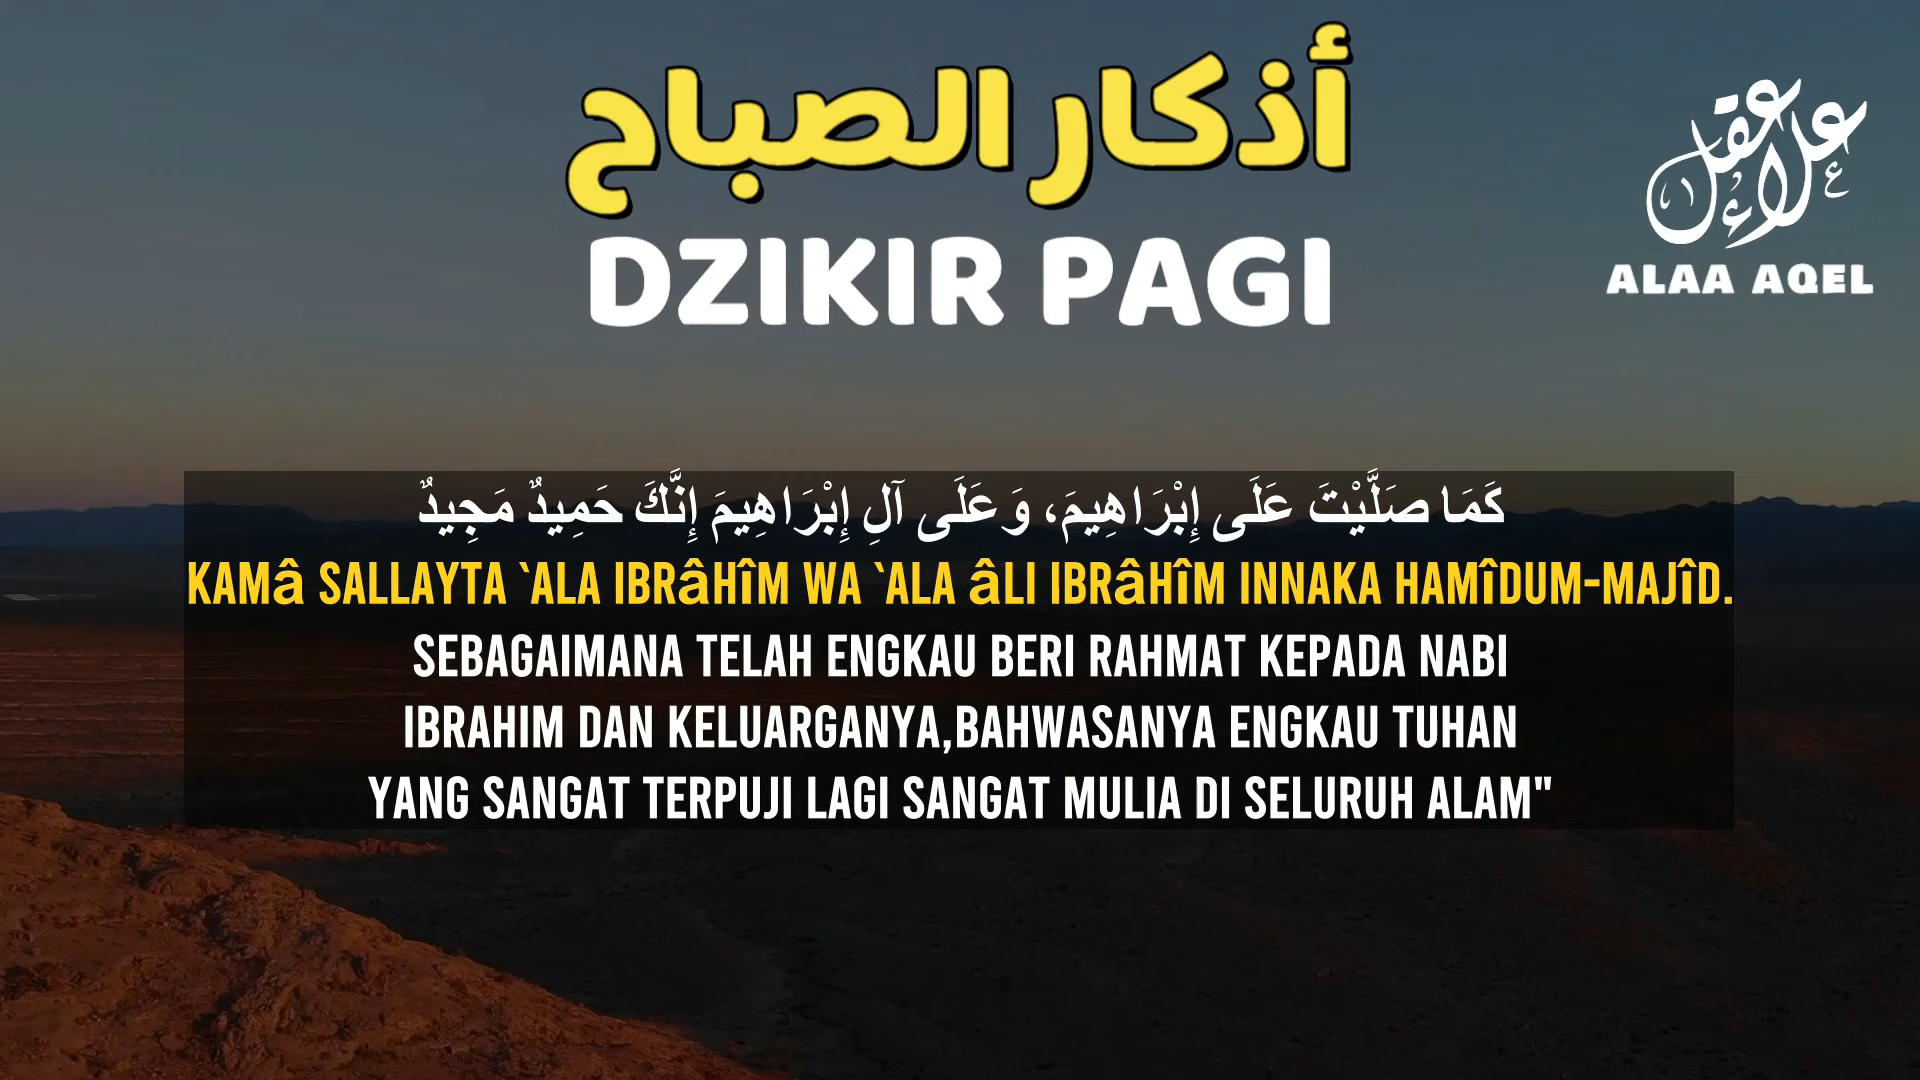 أذكار الصباح
DZIKIR PAGI
علاء عقل
ALAA AQEL
كَمَا صَلَّيْتَ عَلَى إِبْرَاهِيمَ، وَعَلَى آلِ إِبْرَاهِيمَ إِنَّكَ حَمِيدٌ مَجِيدٌ
KAMâ SALLAYTA `ALA IBRâHîM WA `ALA âLI IBRâHîM INNAKA HAMîDUM-MAJîD.
SEBAGAIMANA TELAH ENGKAU BERI RAHMAT KEPADA NABI
IBRAHIM DAN KELUARGANYA,BAHWASANYA ENGKAU TUHAN
YANG SANGAT TERPUJI LAGI SANGAT MULIA DI SELURUH ALAM"